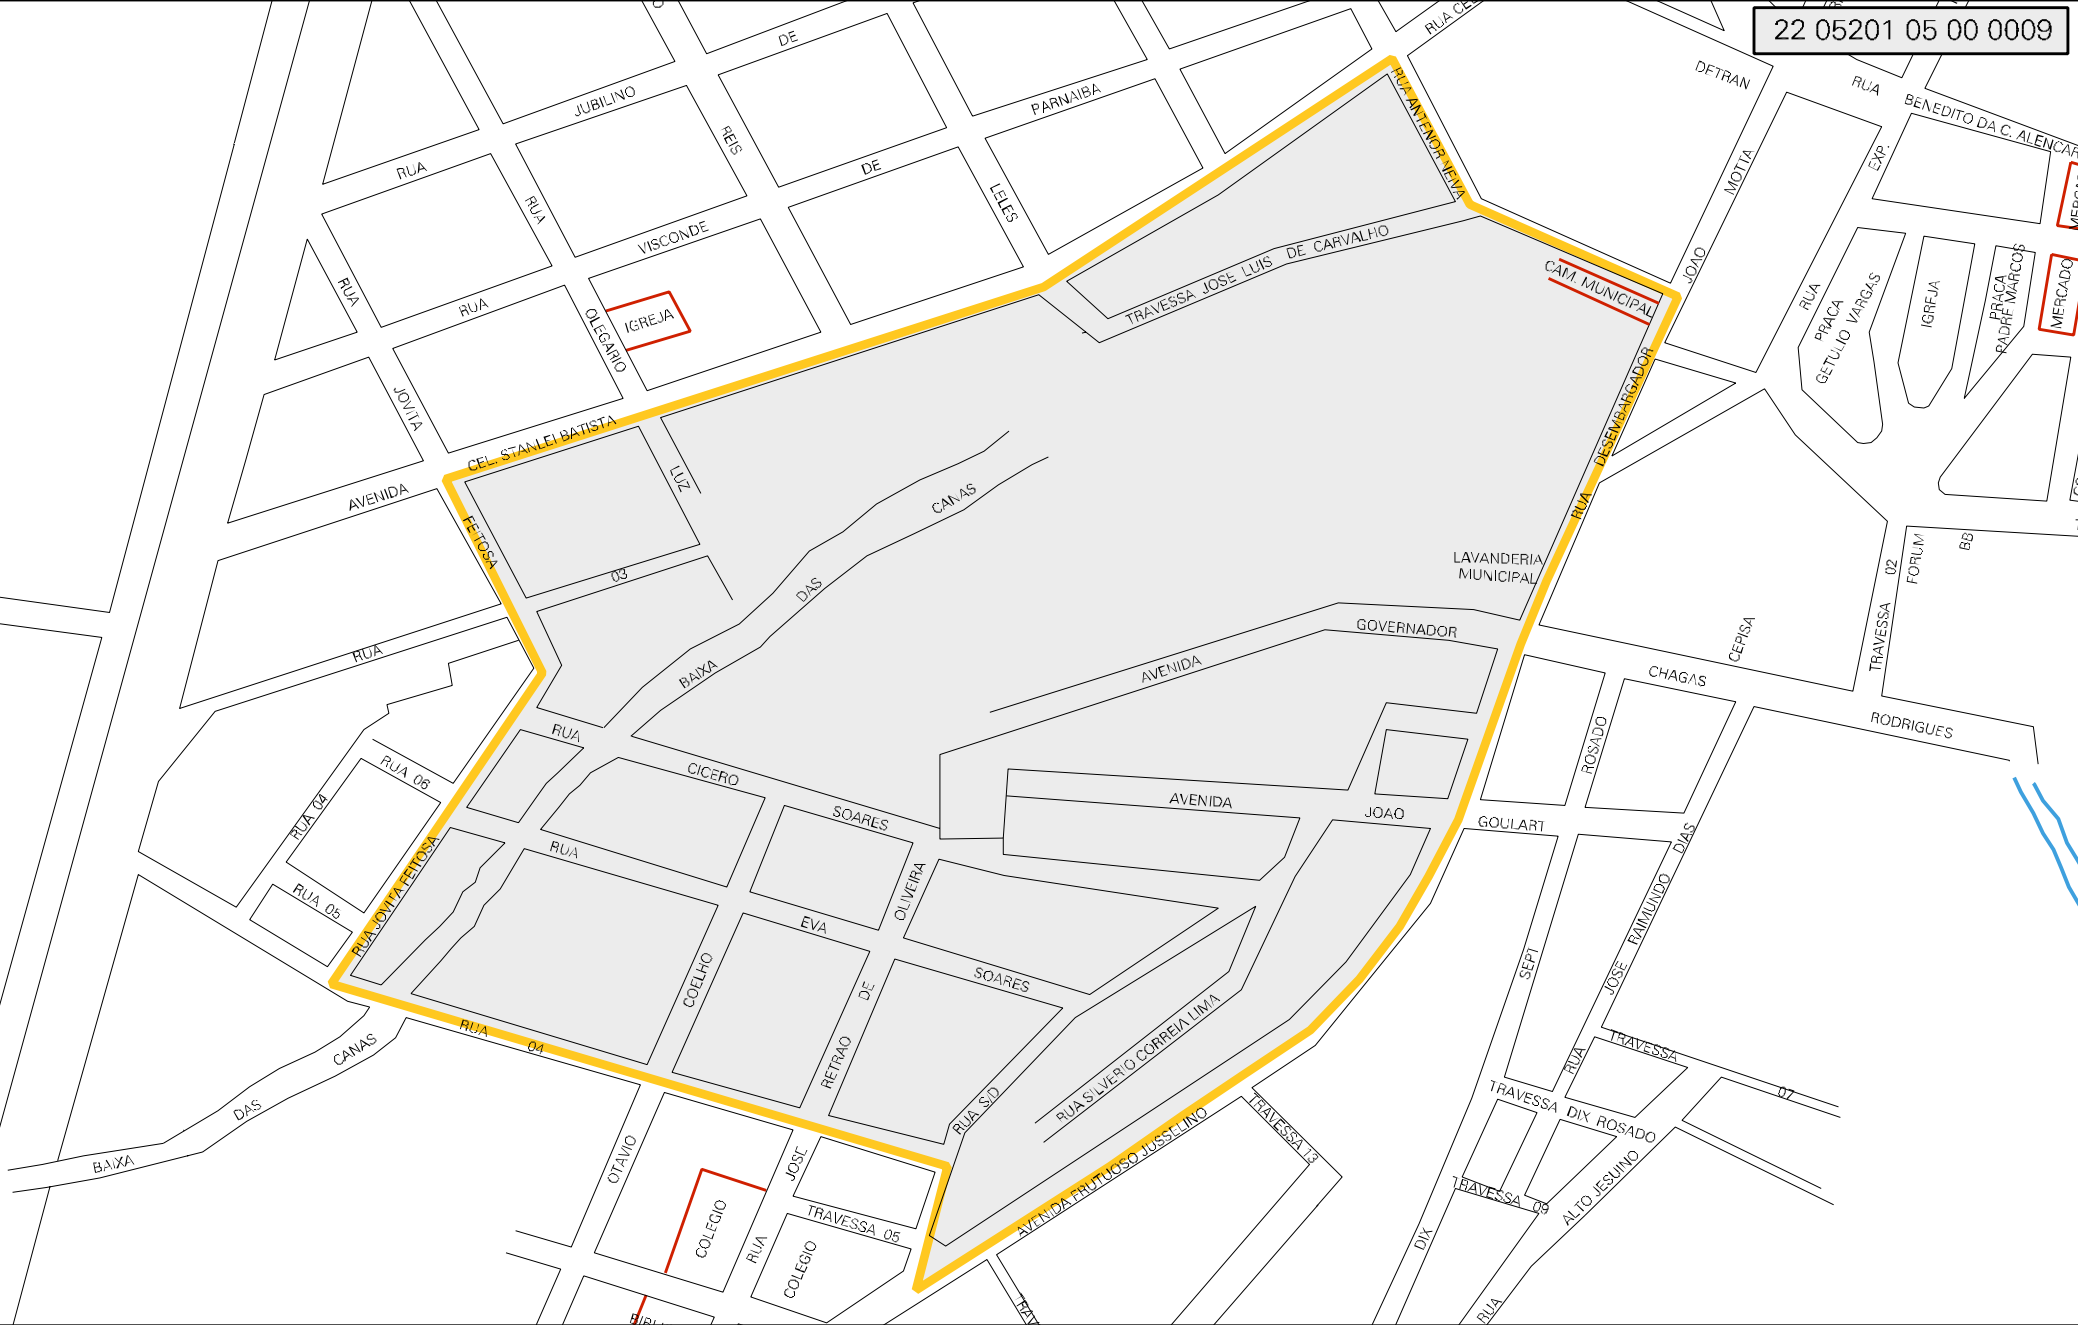 22 05201 05 00 0009
DE
JUBILINO
PARNAIBA
DETRAN
RUA
BENEDITO DA C. ALENCAR
RUA
REIS
DE
RUA ANTENOR NEIVA
MOTTA
EXP.
RUA
LELES
VISCONDE
TRAVESSA JOSE LUIS DE CARVALHO
JOAO
RUA
RUA
RUA
IGREJA
OLEGARIO
CAM. MUNICIPAL
PRACA
GETULIO VARGAS
IGREJA
PRACA
PADRE MARCOS
MERCADO
JOVITA
CEL. STANLEI BATISTA
AVENIDA
LUZ
CANAS
RUA
DESEMBARGADOR
FEITOSA
03
DAS
LAVANDERIA
MUNICIPAL
02
FORUM
BB
TRAVESSA
RUA
BAIXA
AVENIDA
GOVERNADOR
CEPISA
CHAGAS
RODRIGUES
RUA
CICERO
SOARES
AVENIDA
JOAO
GOULART
ROSADO
RUA 06
RUA 04
RUA 05
RUA JOVITA FEITOSA
RUA
EVA
SOARES
OLIVEIRA
DE
RETRAO
COELHO
RUA
04
SEPT
DIAS
RAIMUNDO
JOSE
RUA
RUA SILVERIO CORREIA LIMA
RUA S/D
CANAS
DAS
BAIXA
TRAVESSA
07
TRAVESSA DIX ROSADO
TRAVESSA 09
ALTO JESUINO
RUA
DIX
AVENIDA FRUTUOSO JUSSELINO
TRAVESSA 13
OTAVIO
JOSE
RUA
COLEGIO
TRAVESSA 05
COLEGIO